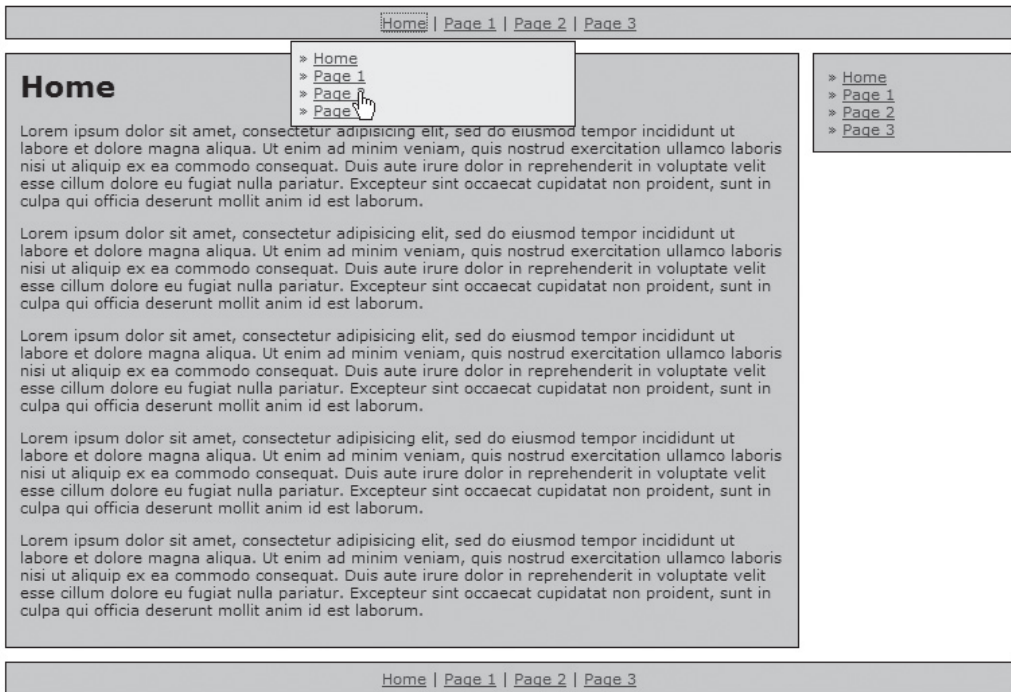 Home | Page 1 | Page 2 | Page 3
» Home
» Page 1
» Page
» Page
Home
Lorem ipsum dolor sit amet, consectetur adipisicing elit, sed do eiusmod tempor incididunt ut
labore et dolore magna aliqua. Ut enim ad minim veniam, quis nostrud exercitation ullamco laboris
nisi ut aliquip ex ea commodo consequat. Duis aute irure dolor in reprehenderit in voluptate velit
esse cillum dolore eu fugiat nulla pariatur. Excepteur sint occaecat cupidatat non proident, sunt in
culpa qui officia deserunt mollit anim id est laborum.
Lorem ipsum dolor sit amet, consectetur adipisicing elit, sed do eiusmod tempor incididunt ut
labore et dolore magna aliqua. Ut enim ad minim veniam, quis nostrud exercitation ullamco laboris
nisi ut aliquip ex ea commodo consequat. Duis aute irure dolor in reprehenderit in voluptate velit
esse cillum dolore eu fugiat nulla pariatur. Excepteur sint occaecat cupidatat non proident, sunt in
culpa qui officia deserunt mollit anim id est laborum.
Lorem ipsum dolor sit amet, consectetur adipisicing elit, sed do eiusmod tempor incididunt ut
labore et dolore magna aliqua. Ut enim ad minim veniam, quis nostrud exercitation ullamco laboris
nisi ut aliquip ex ea commodo consequat. Duis aute irure dolor in reprehenderit in voluptate velit
esse cillum dolore eu fugiat nulla pariatur. Excepteur sint occaecat cupidatat non proident, sunt in
culpa qui officia deserunt mollit anim id est laborum.
Lorem ipsum dolor sit amet, consectetur adipisicing elit, sed do eiusmod tempor incididunt ut
labore et dolore magna aliqua. Ut enim ad minim veniam, quis nostrud exercitation ullamco laboris
nisi ut aliquip ex ea commodo consequat. Duis aute irure dolor in reprehenderit in voluptate velit
esse cillum dolore eu fugiat nulla pariatur. Excepteur sint occaecat cupidatat non proident, sunt in
culpa qui officia deserunt mollit anim id est laborum.
Lorem ipsum dolor sit amet, consectetur adipisicing elit, sed do eiusmod tempor incididunt ut
labore et dolore magna aliqua. Ut enim ad minim veniam, quis nostrud exercitation ullamco laboris
nisi ut aliquip ex ea commodo consequat. Duis aute irure dolor in reprehenderit in voluptate velit
esse cillum dolore eu fugiat nulla pariatur. Excepteur sint occaecat cupidatat non proident, sunt in
culpa qui officia deserunt mollit anim id est laborum.
» Home
» Page 1
» Page 2
» Page 3
Home | Page 1 | Page 2 | Page 3